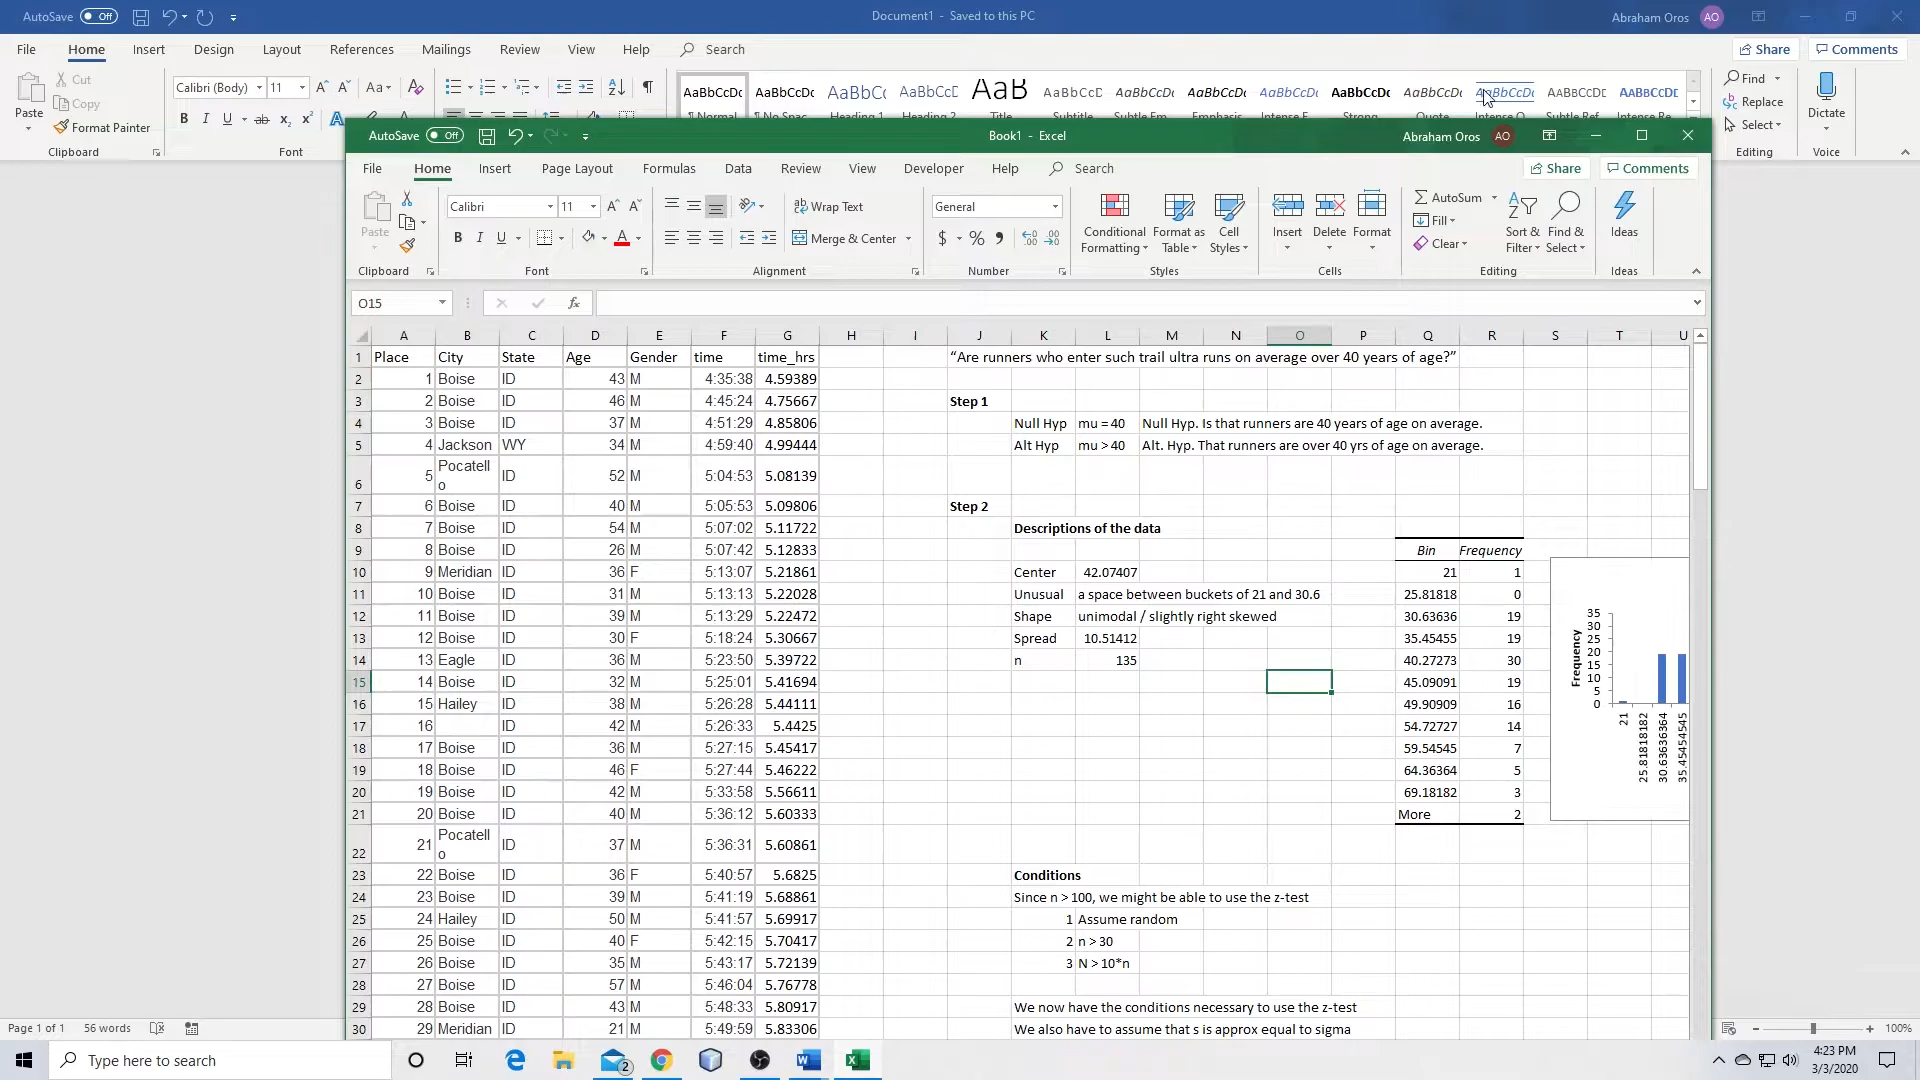 AutoSave Off Document1 - Saved to this PC Abraham Oros AO
File Home Insert Design Layout References Mailings Review View Help Search Share Comments
Paste Cut Copy Format Painter Calibri (Body) 11 Aa
AaBbCcDc AaBbCcDc AaBbCc AaBbCcD AaB AaBbCcD AaBbCcDc AaBbCcDc AaBbCcDc AaBbCcDc AaBbCcDc AaBbCcDc AABBCCDE AABBCCDE
Find Replace Select Dictate
Clipboard Font Editing Voice
AutoSave Off Book1 - Excel Abraham Oros AO
File Home Insert Page Layout Formulas Data Review View Developer Help Search Share Comments
Paste Calibri 11 Wrap Text General AutoSum
B I U Merge & Center $ % Conditional Formatting Format as Table Cell Styles Insert Delete Format Fill Clear Sort & Filter Find & Select Ideas
Clipboard Font Alignment Number Styles Cells Editing Ideas
O15 fx
A B C D E F G H I J K L M N O P Q R S T U
1 Place City State Age Gender time time_hrs “Are runners who enter such trail ultra runs on average over 40 years of age?”
2 1 Boise ID 43 M 4:35:38 4.59389
3 2 Boise ID 46 M 4:45:24 4.75667 Step 1
4 3 Boise ID 37 M 4:51:29 4.85806 Null Hyp mu = 40 Null Hyp. Is that runners are 40 years of age on average.
5 4 Jackson WY 34 M 4:59:40 4.99444 Alt Hyp mu > 40 Alt. Hyp. That runners are over 40 yrs of age on average.
6 5 Pocatello ID 52 M 5:04:53 5.08139
7 6 Boise ID 40 M 5:05:53 5.09806 Step 2
8 7 Boise ID 54 M 5:07:02 5.11722 Descriptions of the data
9 8 Boise ID 26 M 5:07:42 5.12833 Bin Frequency
10 9 Meridian ID 36 F 5:13:07 5.21861 Center 42.07407 21 1
11 10 Boise ID 31 M 5:13:13 5.22028 Unusual a space between buckets of 21 and 30.6 25.81818 0
12 11 Boise ID 39 M 5:13:29 5.22472 Shape unimodal / slightly right skewed 30.63636 19
13 12 Boise ID 30 F 5:18:24 5.30667 Spread 10.51412 35.45455 19
14 13 Eagle ID 36 M 5:23:50 5.39722 n 135 40.27273 30
15 14 Boise ID 32 M 5:25:01 5.41694 45.09091 19
16 15 Hailey ID 38 M 5:26:28 5.44111 49.90909 16
17 16 ID 42 M 5:26:33 5.4425 54.72727 14
18 17 Boise ID 36 M 5:27:15 5.45417 59.54545 7
19 18 Boise ID 46 F 5:27:44 5.46222 64.36364 5
20 19 Boise ID 42 M 5:33:58 5.56611 69.18182 3
21 20 Boise ID 40 M 5:36:12 5.60333 More 2
22 21 Pocatello ID 37 M 5:36:31 5.60861
23 22 Boise ID 36 F 5:40:57 5.6825 Conditions
24 23 Boise ID 39 M 5:41:19 5.68861 Since n > 100, we might be able to use the z-test
25 24 Hailey ID 50 M 5:41:57 5.69917 1 Assume random
26 25 Boise ID 40 F 5:42:15 5.70417 2 n > 30
27 26 Boise ID 35 M 5:43:17 5.72139 3 N > 10*n
28 27 Boise ID 57 M 5:46:04 5.76778
29 28 Boise ID 43 M 5:48:33 5.80917 We now have the conditions necessary to use the z-test
30 29 Meridian ID 21 M 5:49:59 5.83306 We also have to assume that s is approx equal to sigma
Frequency
35
30
25
20
15
10
5
0
21
25.81818182
30.63636364
35.45454545
Page 1 of 1 56 words 100%
Type here to search 2 4:23 PM
3/3/2020